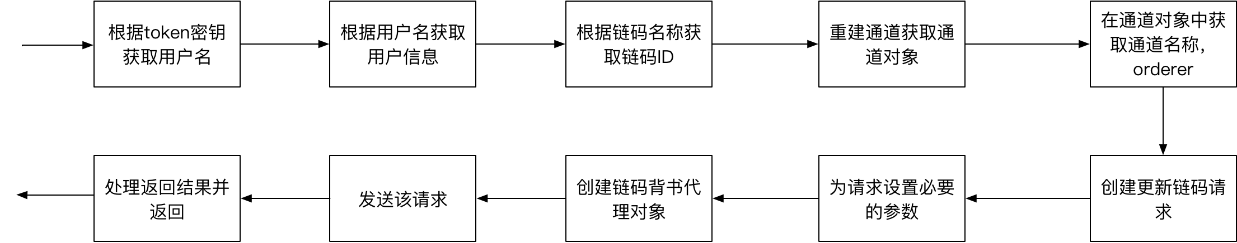 根据token密钥
获取用户名
根据用户名获取
用户信息
根据链码名称获
取链码ID
重建通道获取通
道对象
在通道对象中获
取通道名称，
orderer
创建更新链码请
求
为请求设置必要
的参数
创建链码背书代
理对象
发送该请求
处理返回结果并
返回